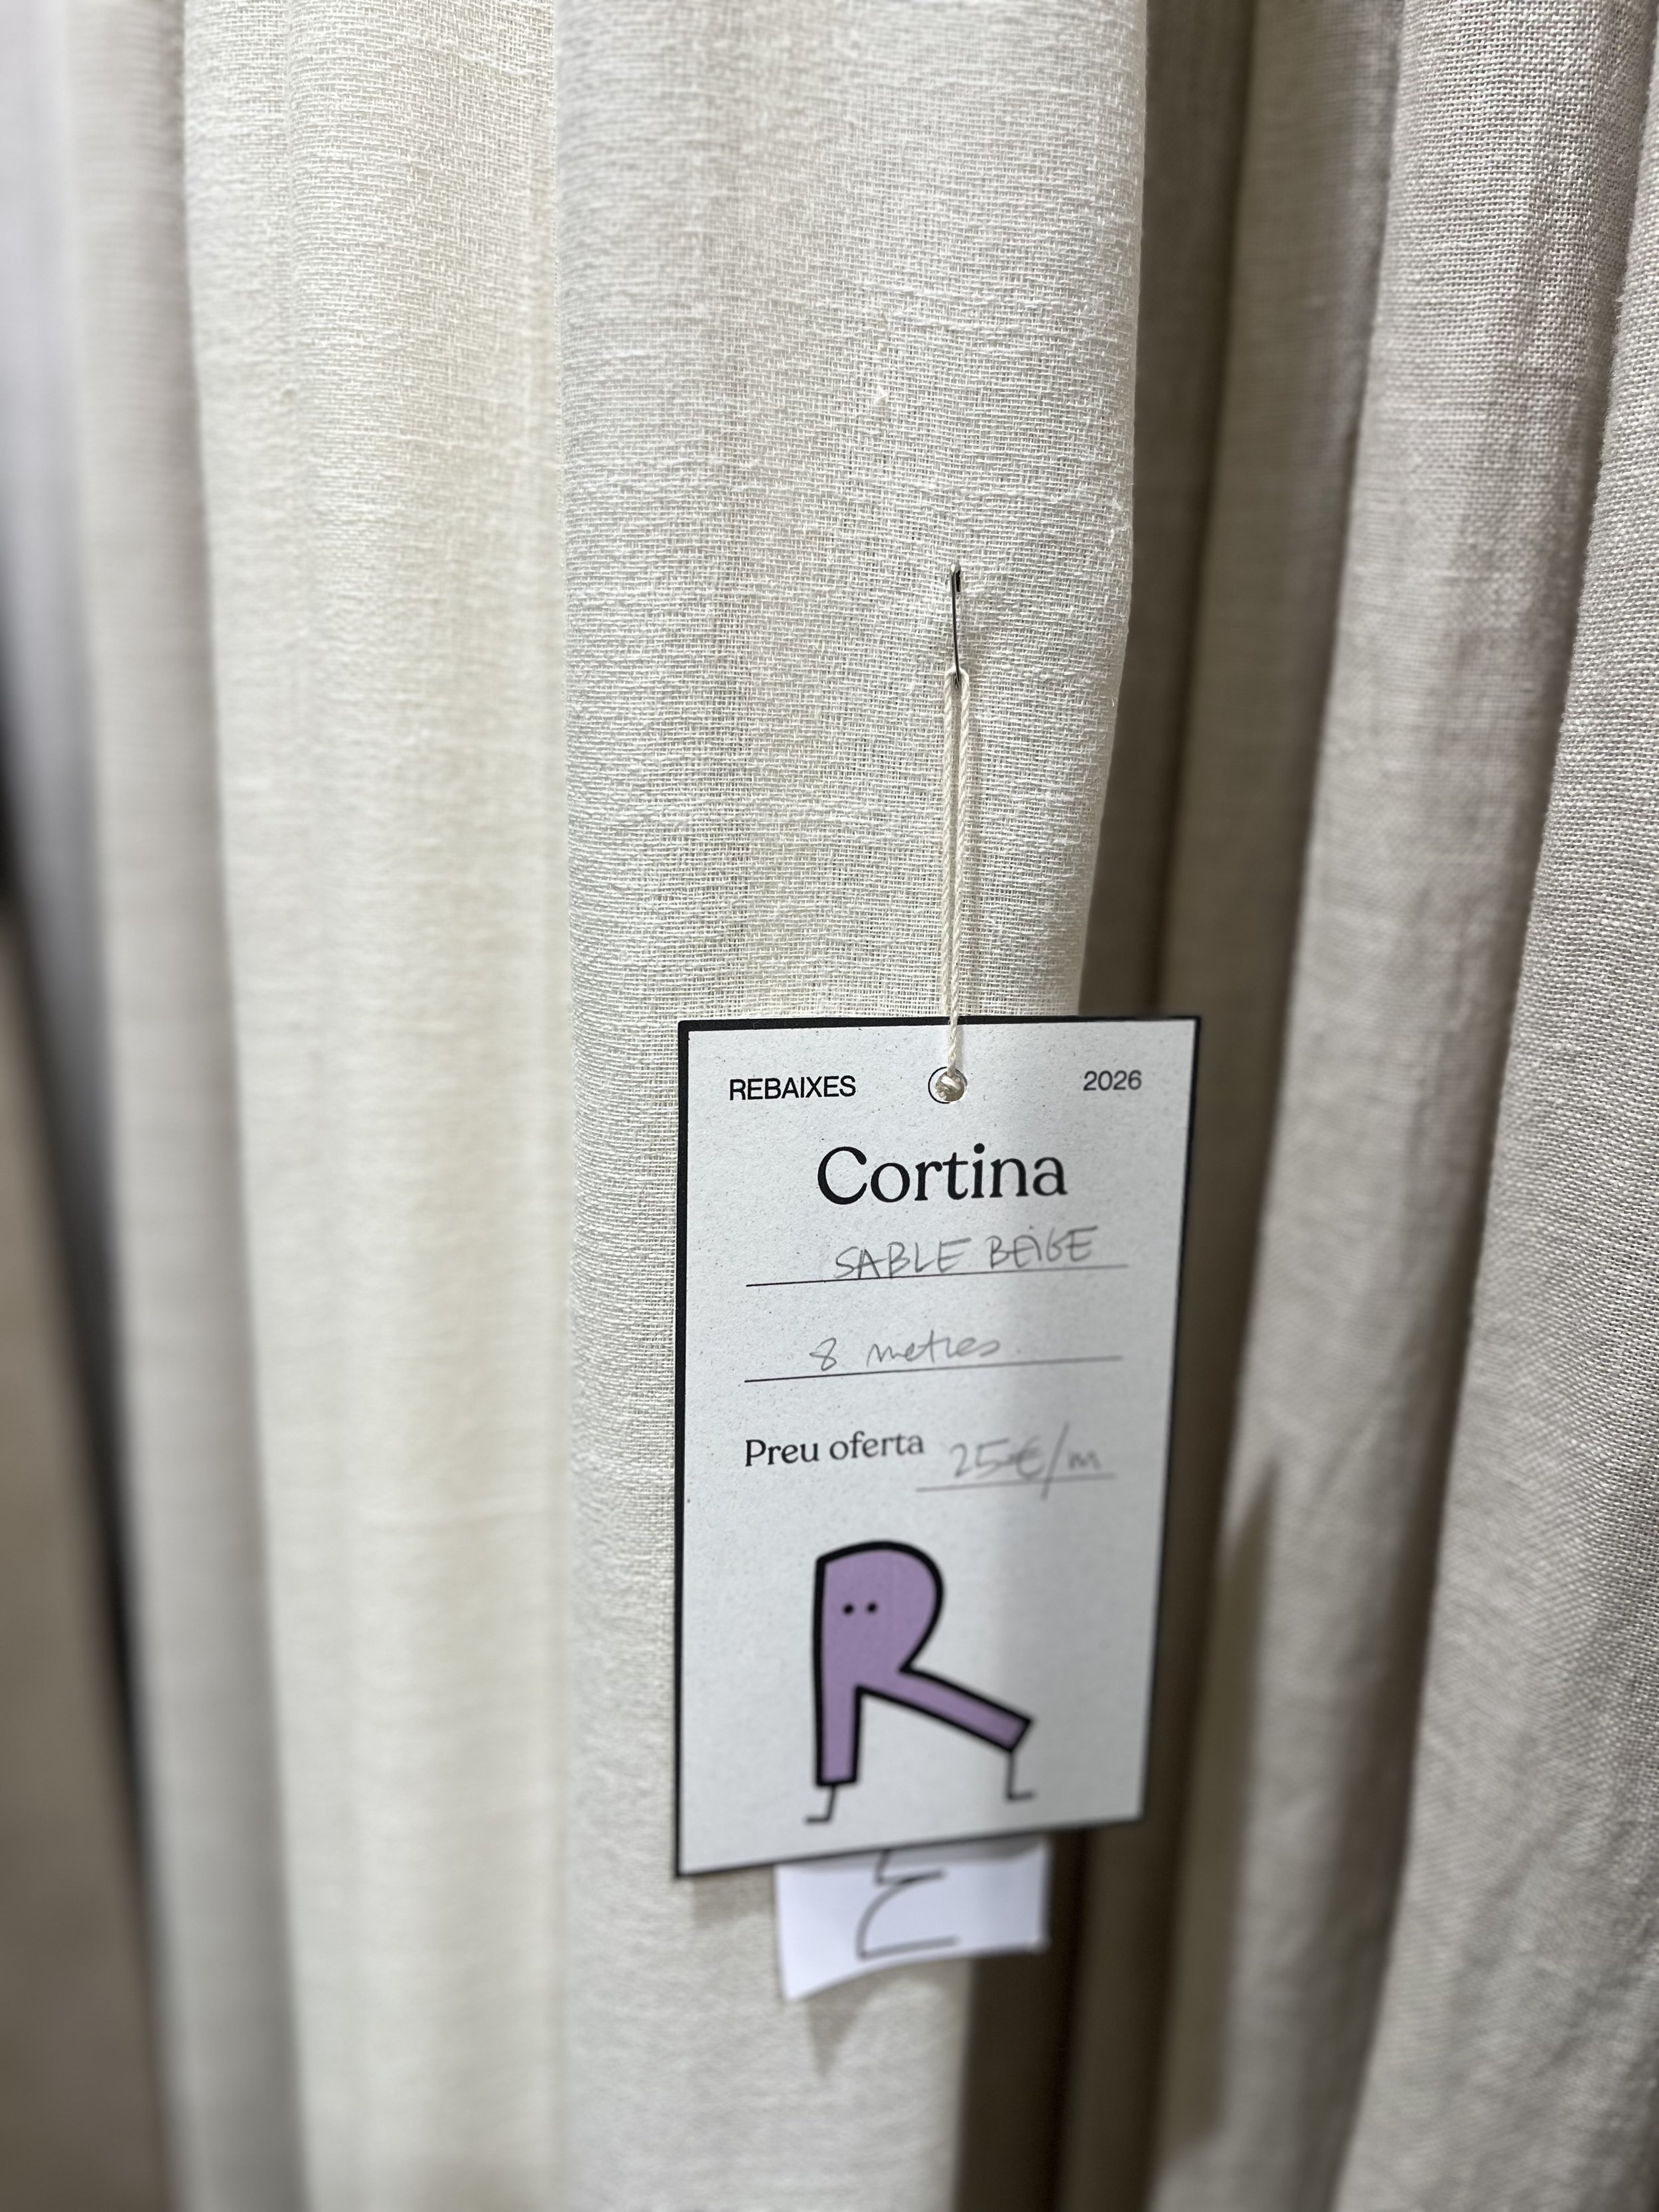 REBAIXES 2026
Cortina
SABLE BEIGE
8 metres
Preu oferta 25€/m
R